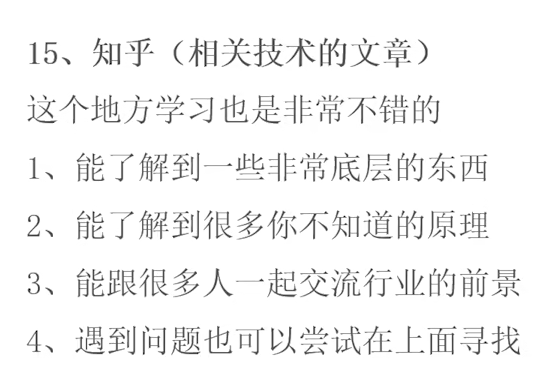 15、知乎（相关技术的文章）
这个地方学习也是非常不错的
1、能了解到一些非常底层的东西
2、能了解到很多你不知道的原理
3、能跟很多人一起交流行业的前景
4、遇到问题也可以尝试在上面寻找